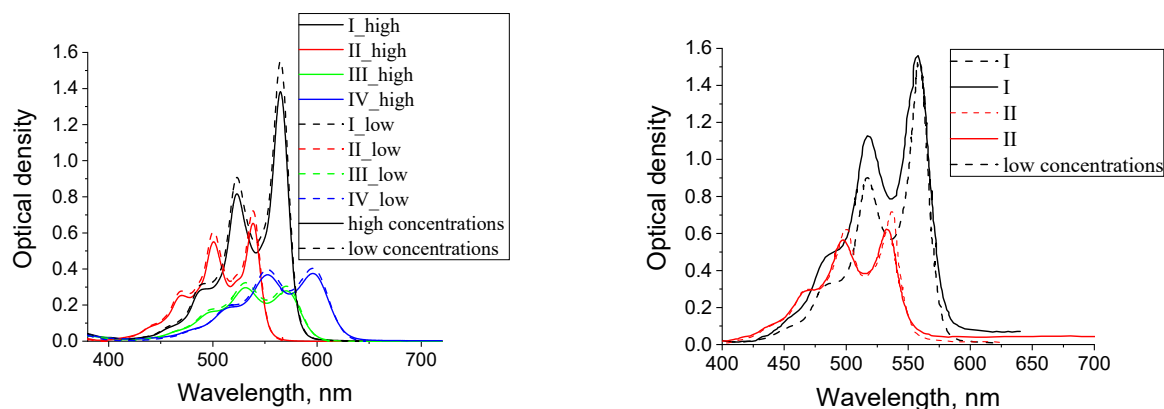 I_high
II_high
III_high
IV_high
I_low
II_low
III_low
IV_low
high concentrations
low concentrations
1.6
1.4
1.2
1.0
0.8
0.6
0.4
0.2
0.0
400 500 600 700
Optical density
Wavelength, nm
I
I
II
II
low concentrations
1.6
1.4
1.2
1.0
0.8
0.6
0.4
0.2
0.0
400 450 500 550 600 650 700
Optical density
Wavelength, nm